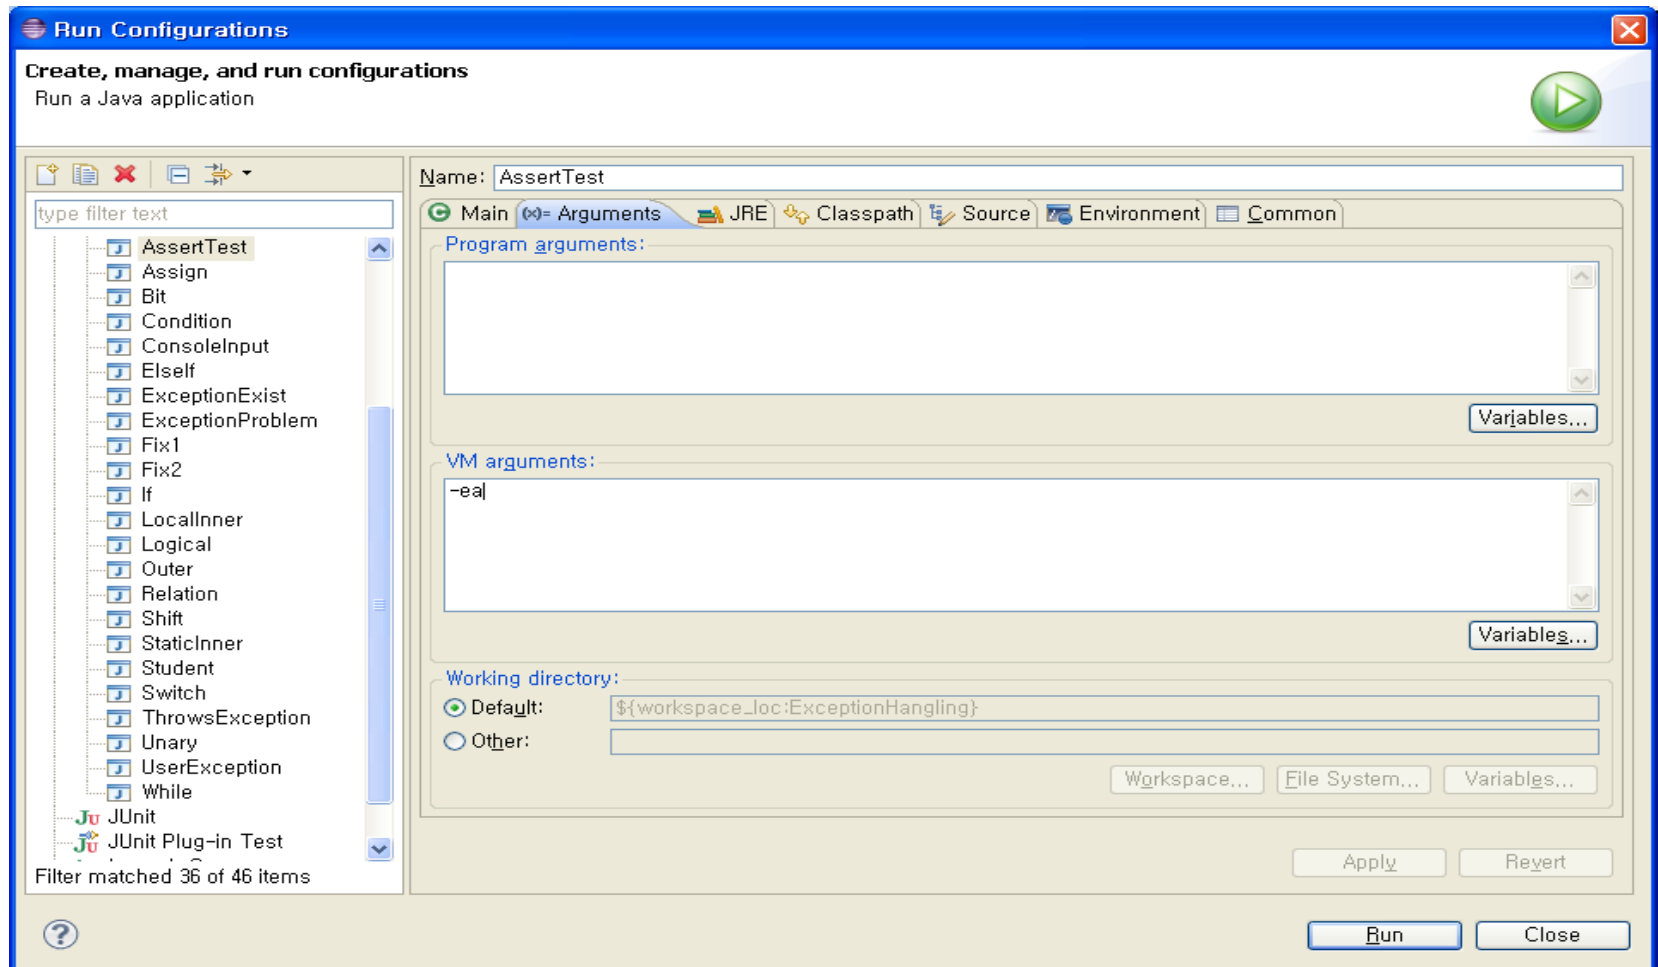 Run Configurations
Create, manage, and run configurations
Run a Java application
type filter text
AssertTest
Assign
Bit
Condition
ConsoleInput
ElseIf
ExceptionExist
ExceptionProblem
Fix1
Fix2
If
LocalInner
Logical
Outer
Relation
Shift
StaticInner
Student
Switch
ThrowsException
Unary
UserException
While
JUnit
JUnit Plug-in Test
Filter matched 36 of 46 items
Name: AssertTest
Main (x)= Arguments JRE Classpath Source Environment Common
Program arguments:
Variables...
VM arguments:
-ea
Variables...
Working directory:
Default: ${workspace_loc:ExceptionHangling}
Other:
Workspace... File System... Variables...
Apply Revert
Run Close